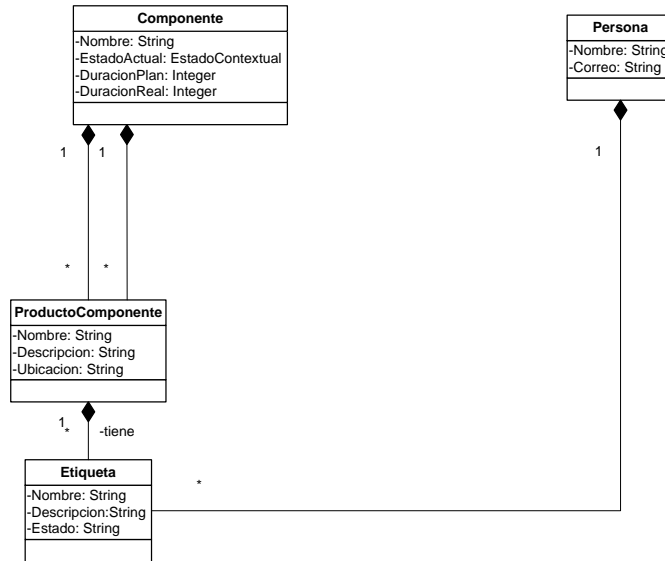 Componente
-Nombre: String
-EstadoActual: EstadoContextual
-DuracionPlan: Integer
-DuracionReal: Integer
Persona
-Nombre: String
-Correo: String
1
1
1
*
*
ProductoComponente
-Nombre: String
-Descripcion: String
-Ubicacion: String
1
*
-tiene
Etiqueta
-Nombre: String
-Descripcion:String
-Estado: String
*